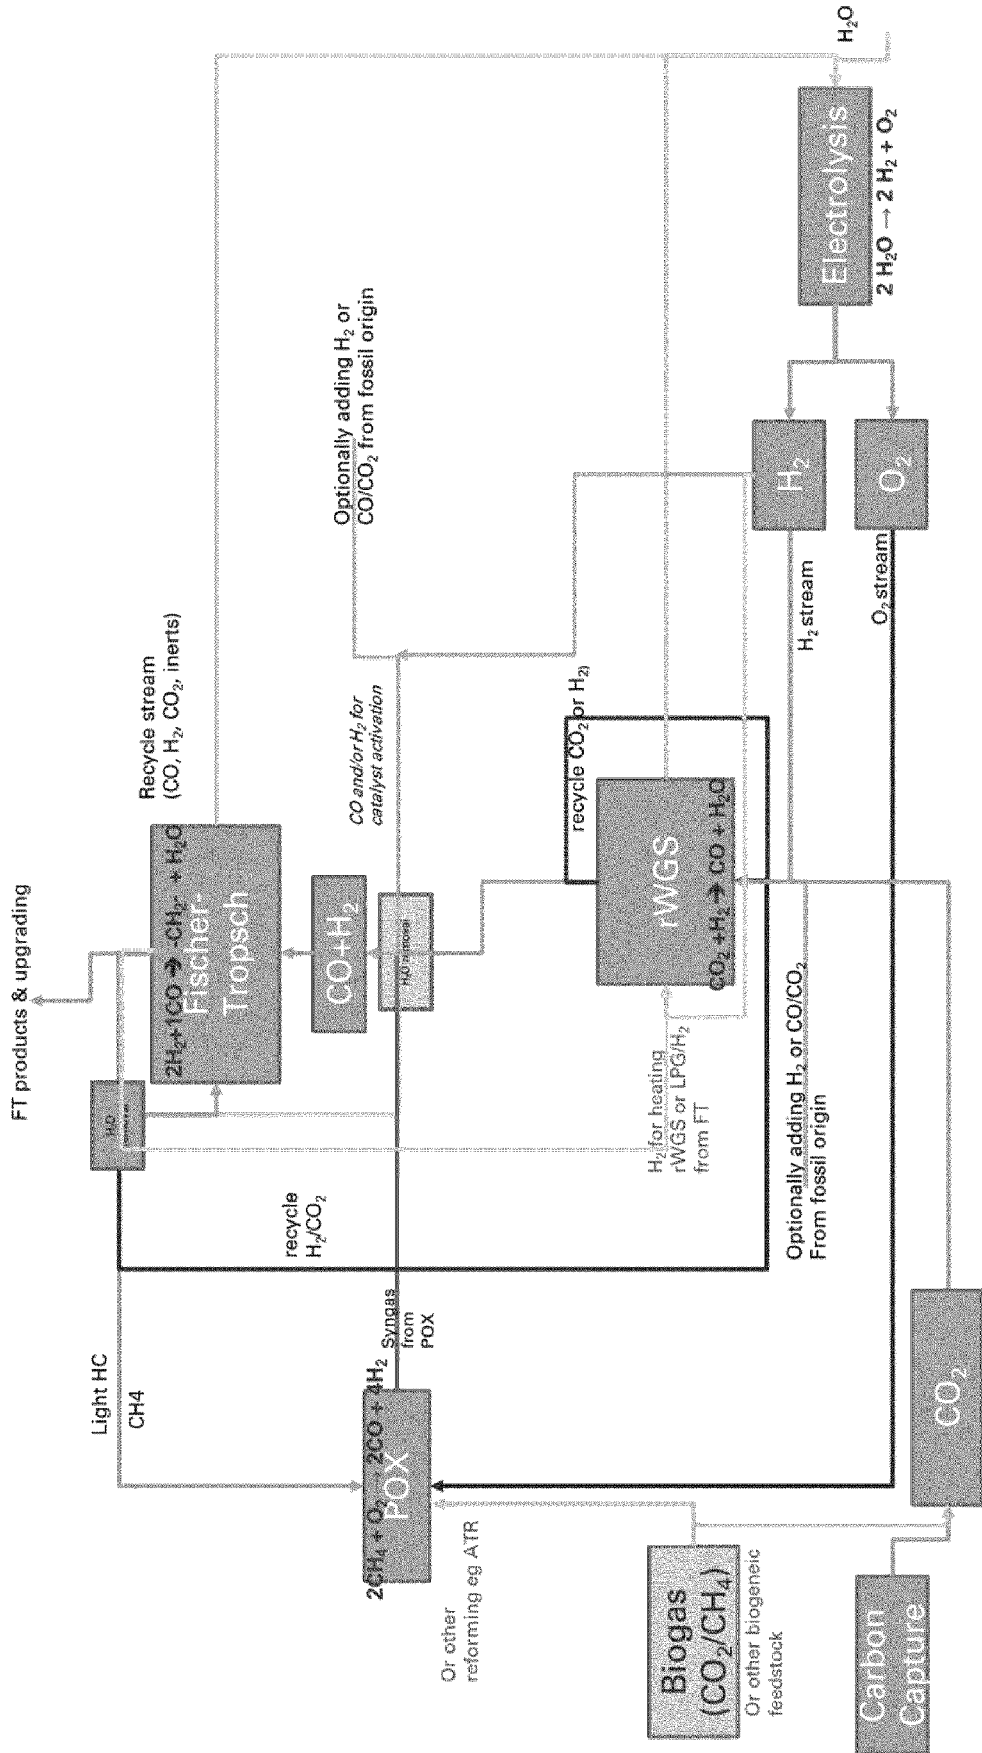 FT products & upgrading
Light HC
CH4
H₂O
Recycle stream
(CO, H₂, CO₂, inerts)
2H₂+1CO ➔ -CH₂- + H₂O
Fischer-
Tropsch
recycle
H₂/CO₂
CO+H₂
Optionally adding H₂ or
CO/CO₂ from fossil origin
CO and/or H₂ for
catalyst activation
H₂O removal
2CH₄ + O₂ → 2CO + 4H₂
POX
Syngas
from
POX
Or other
reforming eg ATR
recycle CO₂ or H₂)
rWGS
CO₂ +H₂ ➔ CO + H₂O
H₂ for heating
rWGS or LPG/H₂
from FT
Biogas
(CO₂/CH₄)
Or other biogeneic
feedstock
Optionally adding H₂ or CO/CO₂
From fossil origin
H₂ stream
H₂
O₂ stream
O₂
Electrolysis
2 H₂O → 2 H₂ + O₂
H₂O
Carbon
Capture
CO₂